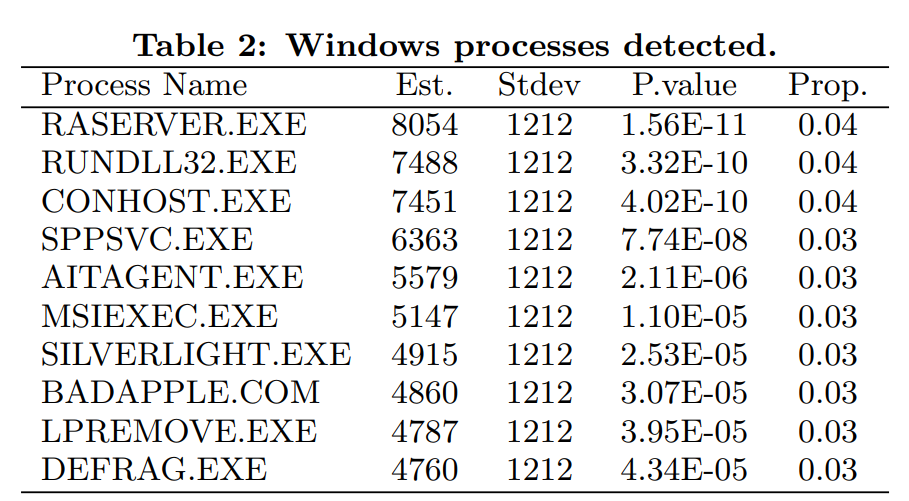 Table 2: Windows processes detected.
Process Name Est. Stdev P.value Prop.
RASERVER.EXE 8054 1212 1.56E-11 0.04
RUNDLL32.EXE 7488 1212 3.32E-10 0.04
CONHOST.EXE 7451 1212 4.02E-10 0.04
SPPSVC.EXE 6363 1212 7.74E-08 0.03
AITAGENT.EXE 5579 1212 2.11E-06 0.03
MSIEXEC.EXE 5147 1212 1.10E-05 0.03
SILVERLIGHT.EXE 4915 1212 2.53E-05 0.03
BADAPPLE.COM 4860 1212 3.07E-05 0.03
LPREMOVE.EXE 4787 1212 3.95E-05 0.03
DEFRAG.EXE 4760 1212 4.34E-05 0.03